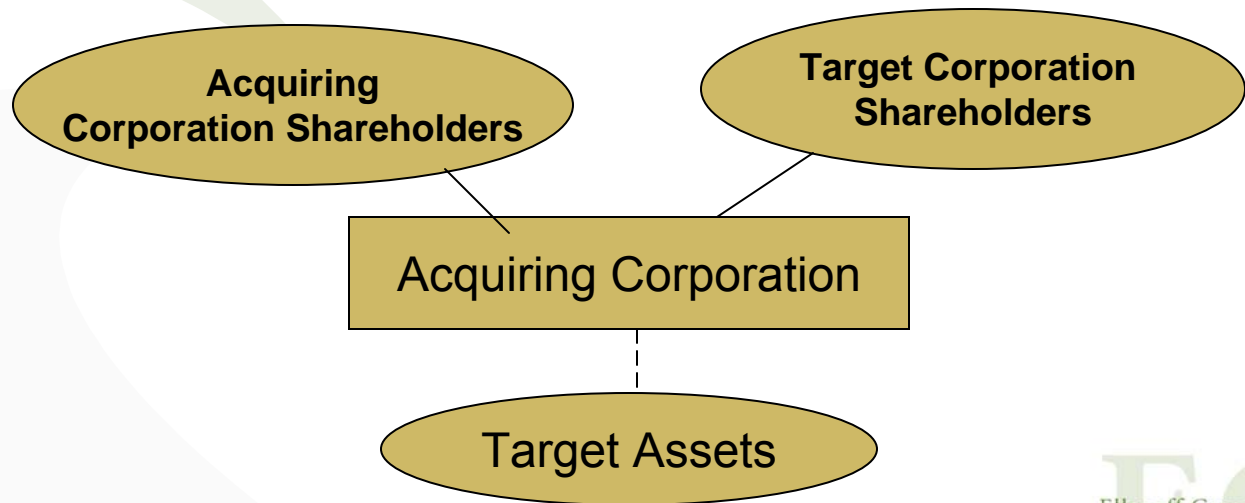 Acquiring
Corporation Shareholders
Target Corporation
Shareholders
Acquiring Corporation
Target Assets